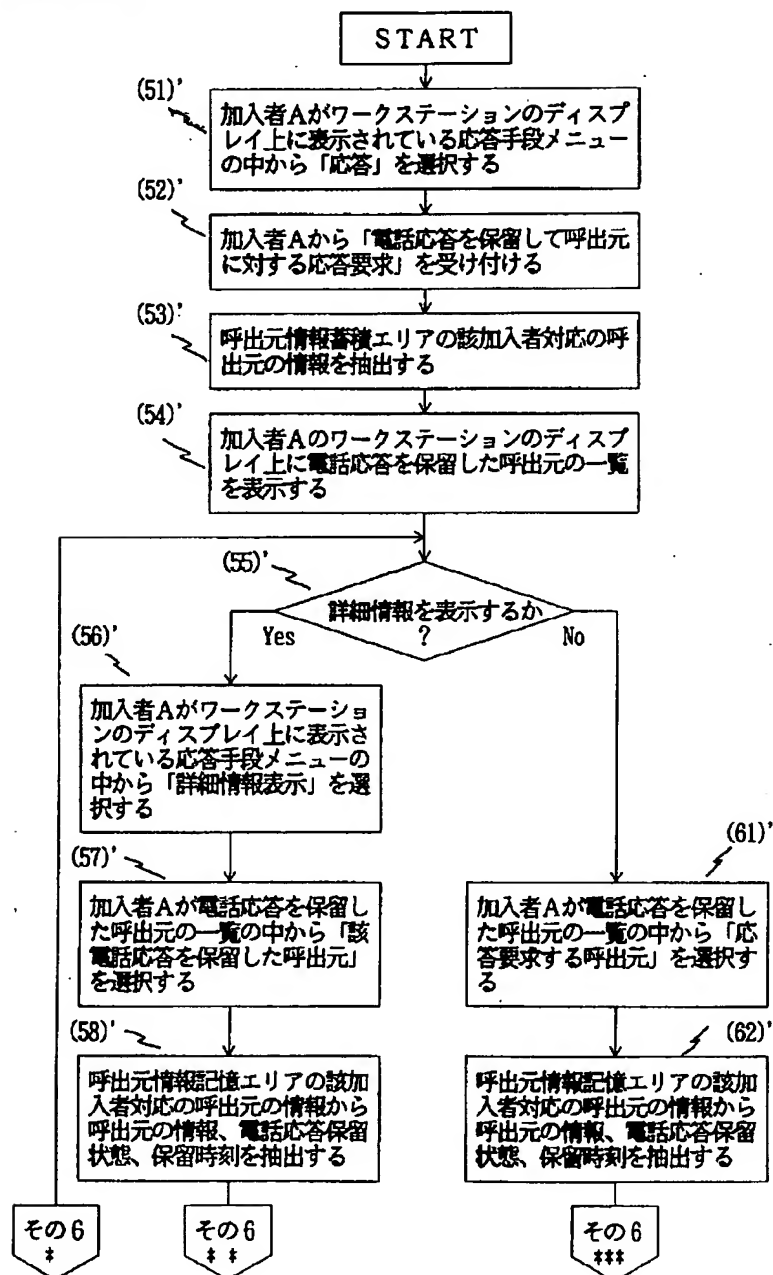 START
(51)'
加入者Aがワークステーションのディスプ
レイ上に表示されている応答手段メニュー
の中から「応答」を選択する
(52)'
加入者Aから「電話応答を保留して呼出元
に対する応答要求」を受け付ける
(53)'
呼出元情報蓄積エリアの該加入者対応の呼
出元の情報を抽出する
(54)'
加入者Aのワークステーションのディスプ
レイ上に電話応答を保留した呼出元の一覧
を表示する
(55)'
詳細情報を表示するか
?
Yes
No
(56)'
加入者Aがワークステーショ
ンのディスプレイ上に表示さ
れている応答手段メニューの
中から「詳細情報表示」を選
択する
(57)'
加入者Aが電話応答を保留し
た呼出元の一覧の中から「該
電話応答を保留した呼出元」
を選択する
(58)'
呼出元情報記憶エリアの該加
入者対応の呼出元の情報から
呼出元の情報、電話応答保留
状態、保留時刻を抽出する
(61)'
加入者Aが電話応答を保留し
た呼出元の一覧の中から「応
答要求する呼出元」を選択す
る
(62)'
呼出元情報記憶エリアの該加
入者対応の呼出元の情報から
呼出元の情報、電話応答保留
状態、保留時刻を抽出する
その6
*
その6
* *
その6
***